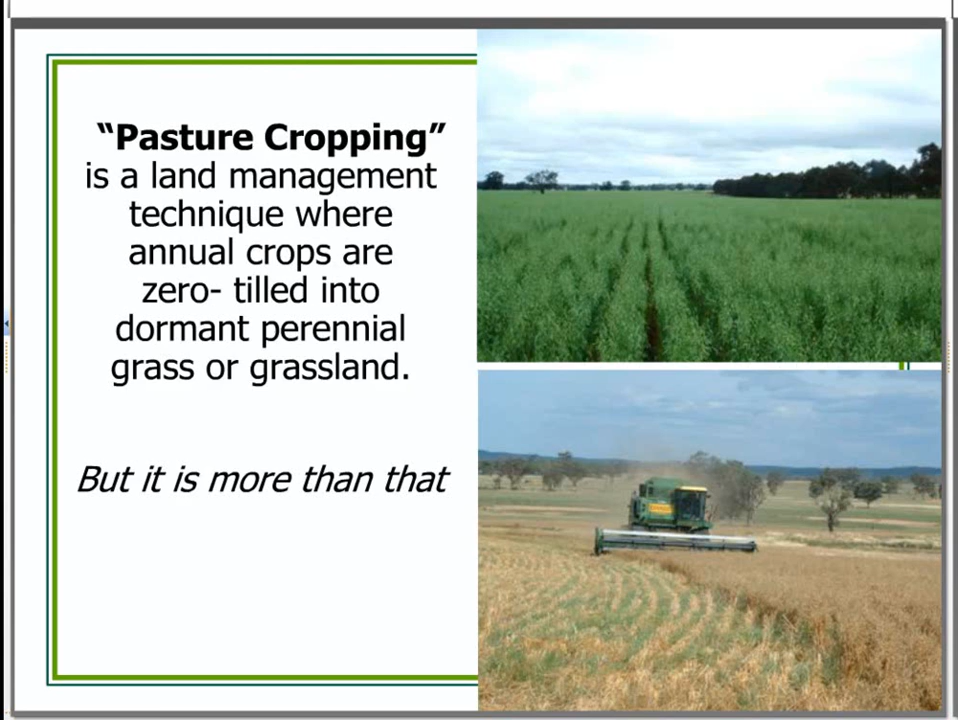 “Pasture Cropping”
is a land management
technique where
annual crops are
zero- tilled into
dormant perennial
grass or grassland.
But it is more than that